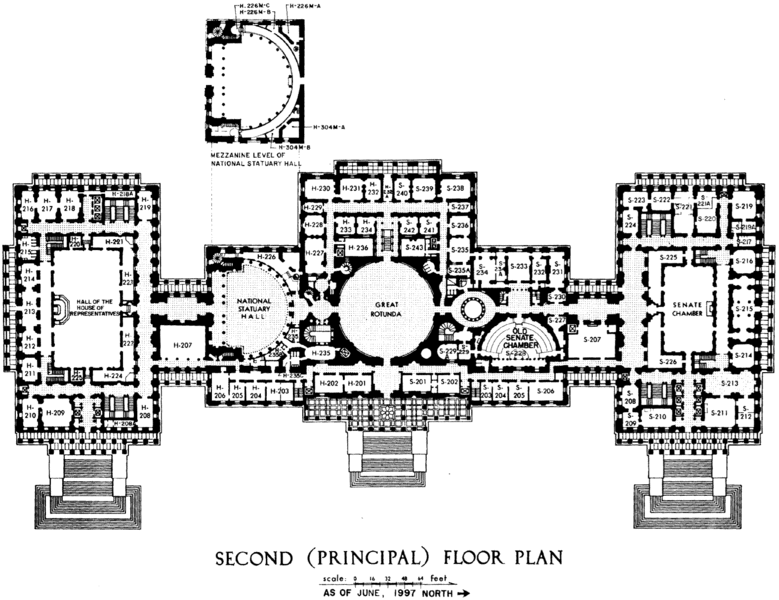 H-226M-C
H-226M-A
H-226M-B
H-304M-A
H-304M-B
MEZZANINE LEVEL OF
NATIONAL STATUARY HALL
H-230
H-231
H-232
S-240
S-239
S-238
H-229
S-237
H-228
H-233
H-234
S-242
S-241
S-236
H-227
H-236
S-243
S-235
S-235A
H-216
H-217
H-218
H-218A
H-219
H-215
H-220
H-221
H-214
H-213
HALL OF THE
HOUSE OF
REPRESENTATIVES
H-222
H-212
H-223
H-211
H-225
H-224
H-210
H-209
H-208
H-208B
H-207
H-226
NATIONAL
STATUARY
HALL
H-235
GREAT
ROTUNDA
H-206
H-205
H-204
H-203
H-202
H-201
S-201
S-202
S-203
S-204
S-205
S-206
S-234
S-233
S-232
S-231
S-230
S-227
OLD
SENATE
CHAMBER
S-228
S-229
S-207
S-223
S-222
S-221
S-221A
S-220
S-219
S-219A
S-217
S-224
S-225
S-216
SENATE
CHAMBER
S-215
S-226
S-214
S-213
S-208
S-209
S-210
S-211
S-212
SECOND (PRINCIPAL) FLOOR PLAN
scale: 0 16 32 48 64 feet
AS OF JUNE, 1997 NORTH →